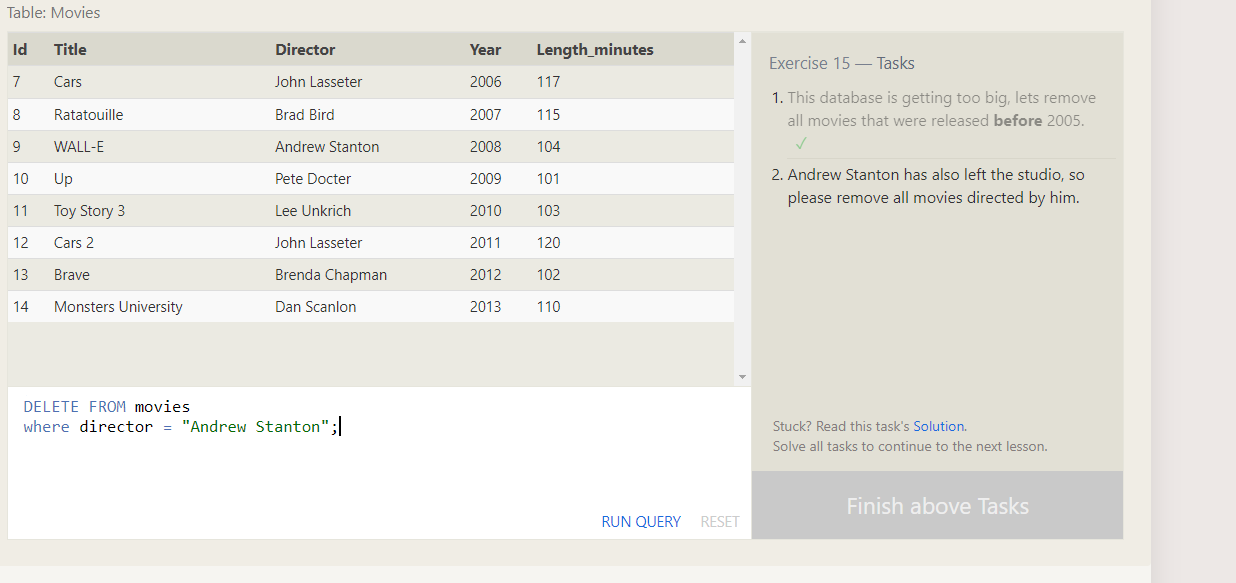 Table: Movies
Id Title Director Year Length_minutes
7 Cars John Lasseter 2006 117
8 Ratatouille Brad Bird 2007 115
9 WALL-E Andrew Stanton 2008 104
10 Up Pete Docter 2009 101
11 Toy Story 3 Lee Unkrich 2010 103
12 Cars 2 John Lasseter 2011 120
13 Brave Brenda Chapman 2012 102
14 Monsters University Dan Scanlon 2013 110
DELETE FROM movies
where director = "Andrew Stanton";
RUN QUERY RESET
Exercise 15 — Tasks
1. This database is getting too big, lets remove
all movies that were released before 2005.
✓
2. Andrew Stanton has also left the studio, so
please remove all movies directed by him.
Stuck? Read this task's Solution.
Solve all tasks to continue to the next lesson.
Finish above Tasks